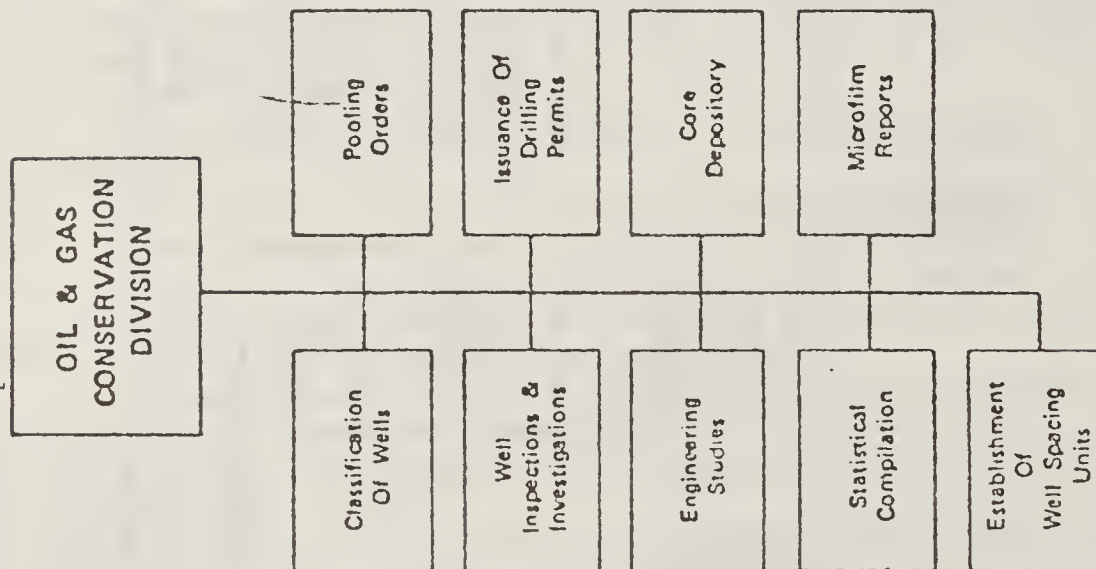 OIL & GAS
CONSERVATION
DIVISION
Classification
Of Wells
Pooling
Orders
Well
Inspections &
Investigations
Issuance Of
Drilling
Permits
Engineering
Studies
Core
Depository
Statistical
Compilation
Microfilm
Reports
Establishment
Of
Well Spacing
Units